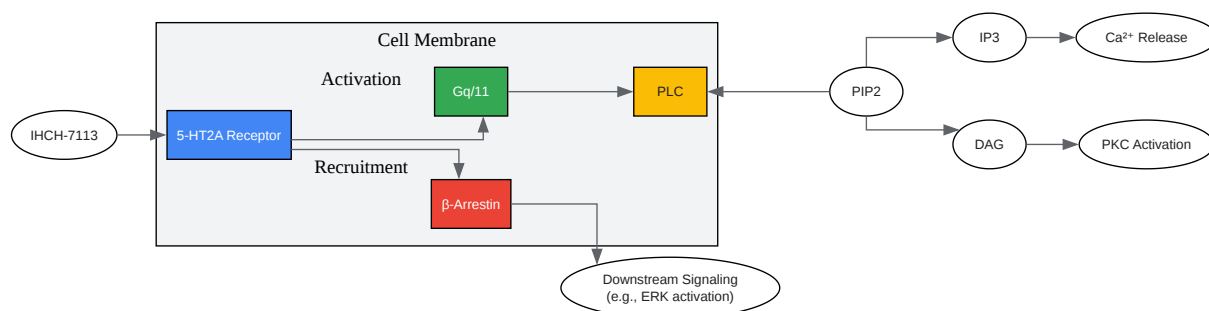 Cell Membrane
Activation
Gq/11
PLC
IHCH-7113
5-HT2A Receptor
Recruitment
β-Arrestin
Downstream Signaling
(e.g., ERK activation)
PIP2
IP3
Ca²⁺ Release
DAG
PKC Activation